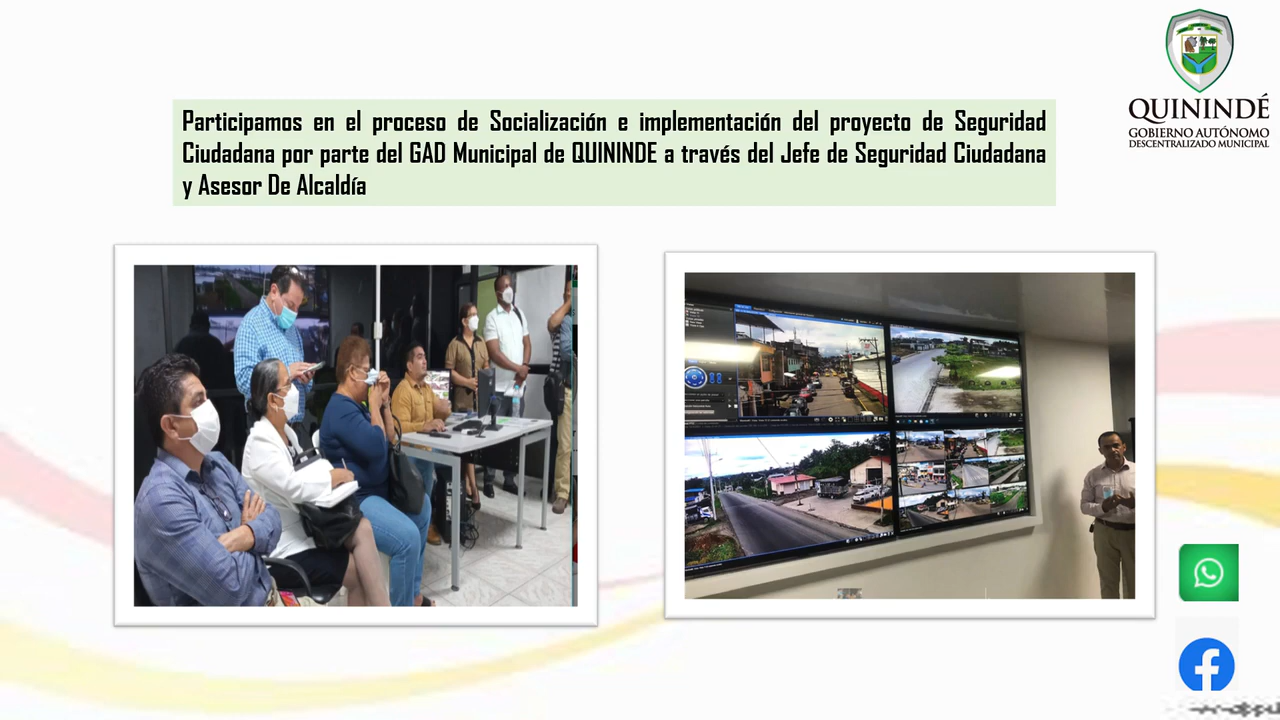 Participamos en el proceso de Socialización e implementación del proyecto de Seguridad
Ciudadana por parte del GAD Municipal de QUININDE a través del Jefe de Seguridad Ciudadana
y Asesor De Alcaldía
QUININDÉ
GOBIERNO AUTÓNOMO
DESCENTRALIZADO MUNICIPAL